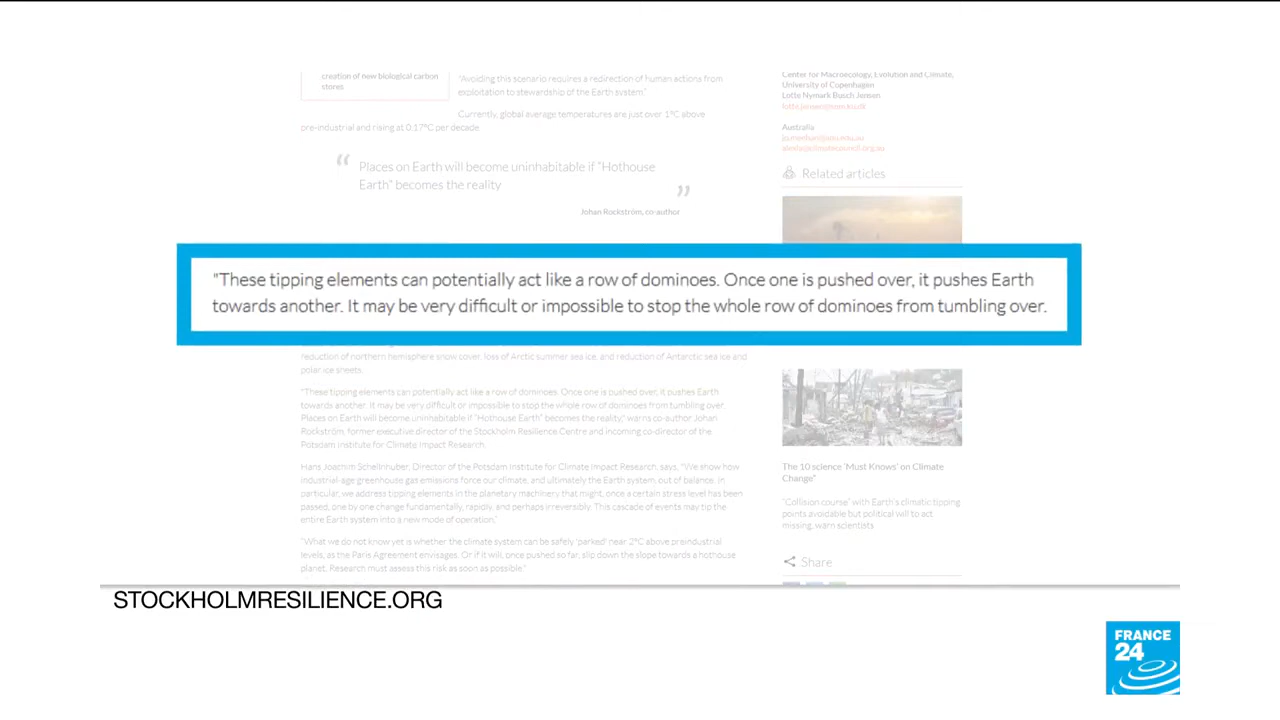 creation of new biological carbon
stores
"Avoiding this scenario requires a redirection of human actions from
exploitation to stewardship of the Earth system."
Currently, global average temperatures are just over 1°C above
pre-industrial and rising at 0.17°C per decade.
“
Places on Earth will become uninhabitable if "Hothouse
Earth" becomes the reality
”
Johan Rockström, co-author
Center for Macroecology, Evolution and Climate,
University of Copenhagen
Lotte Nymark Busch Jensen
Australia
Related articles
"These tipping elements can potentially act like a row of dominoes. Once one is pushed over, it pushes Earth
towards another. It may be very difficult or impossible to stop the whole row of dominoes from tumbling over.
reduction of northern hemisphere snow cover, loss of Arctic summer sea ice, and reduction of Antarctic sea ice and
polar ice sheets.
"These tipping elements can potentially act like a row of dominoes. Once one is pushed over, it pushes Earth
towards another. It may be very difficult or impossible to stop the whole row of dominoes from tumbling over.
Places on Earth will become uninhabitable if "Hothouse Earth" becomes the reality," warns co-author Johan
Rockström, former executive director of the Stockholm Resilience Centre and incoming co-director of the
Potsdam Institute for Climate Impact Research.
Hans Joachim Schellnhuber, Director of the Potsdam Institute for Climate Impact Research, says, "We show how
industrial-age greenhouse gas emissions force our climate, and ultimately the Earth system, out of balance. In
particular, we address tipping elements in the planetary machinery that might, once a certain stress level has been
passed, one by one change fundamentally, rapidly, and perhaps irreversibly. This cascade of events may tip the
entire Earth system into a new mode of operation."
"What we do not know yet is whether the climate system can be safely 'parked' near 2°C above preindustrial
levels, as the Paris Agreement envisages. Or if it will, once pushed so far, slip down the slope towards a hothouse
planet. Research must assess this risk as soon as possible."
The 10 science 'Must Knows' on Climate
Change"
"Collision course" with Earth's climatic tipping
points avoidable but political will to act
missing, warn scientists
Share
STOCKHOLMRESILIENCE.ORG
FRANCE
24